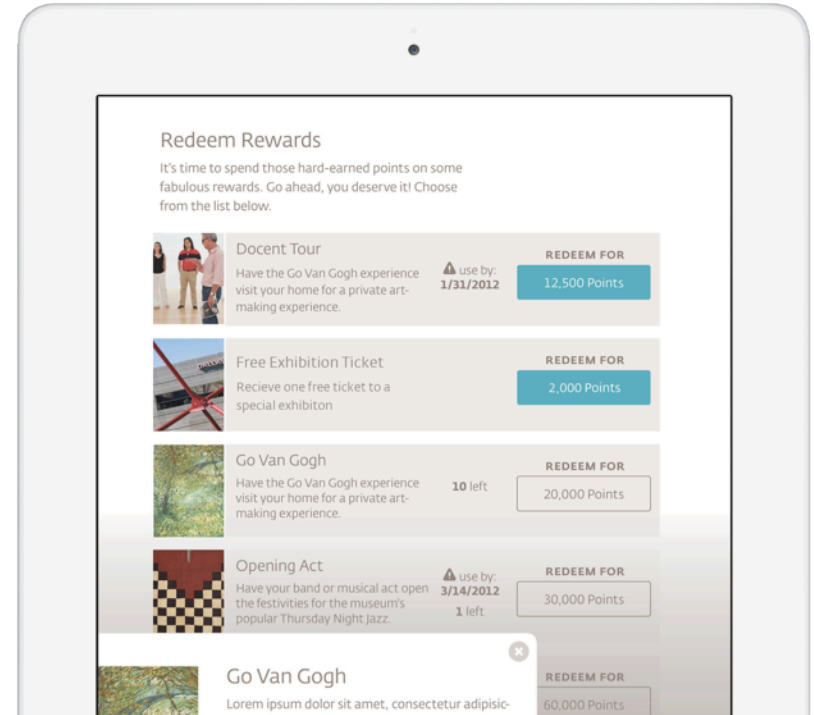 Redeem Rewards
It's time to spend those hard-earned points on some
fabulous rewards. Go ahead, you deserve it! Choose
from the list below.
Docent Tour
Have the Go Van Gogh experience
visit your home for a private art-
making experience.
use by:
1/31/2012
REDEEM FOR
12,500 Points
DALLAS
Free Exhibition Ticket
Recieve one free ticket to a
special exhibiton
REDEEM FOR
2,000 Points
Go Van Gogh
Have the Go Van Gogh experience
visit your home for a private art-
making experience.
10 left
REDEEM FOR
20,000 Points
Opening Act
Have your band or musical act open
the festivities for the museum's
popular Thursday Night Jazz.
use by:
3/14/2012
1 left
REDEEM FOR
30,000 Points
REDEEM FOR
60,000 Points
Go Van Gogh
Lorem ipsum dolor sit amet, consectetur adipisic-